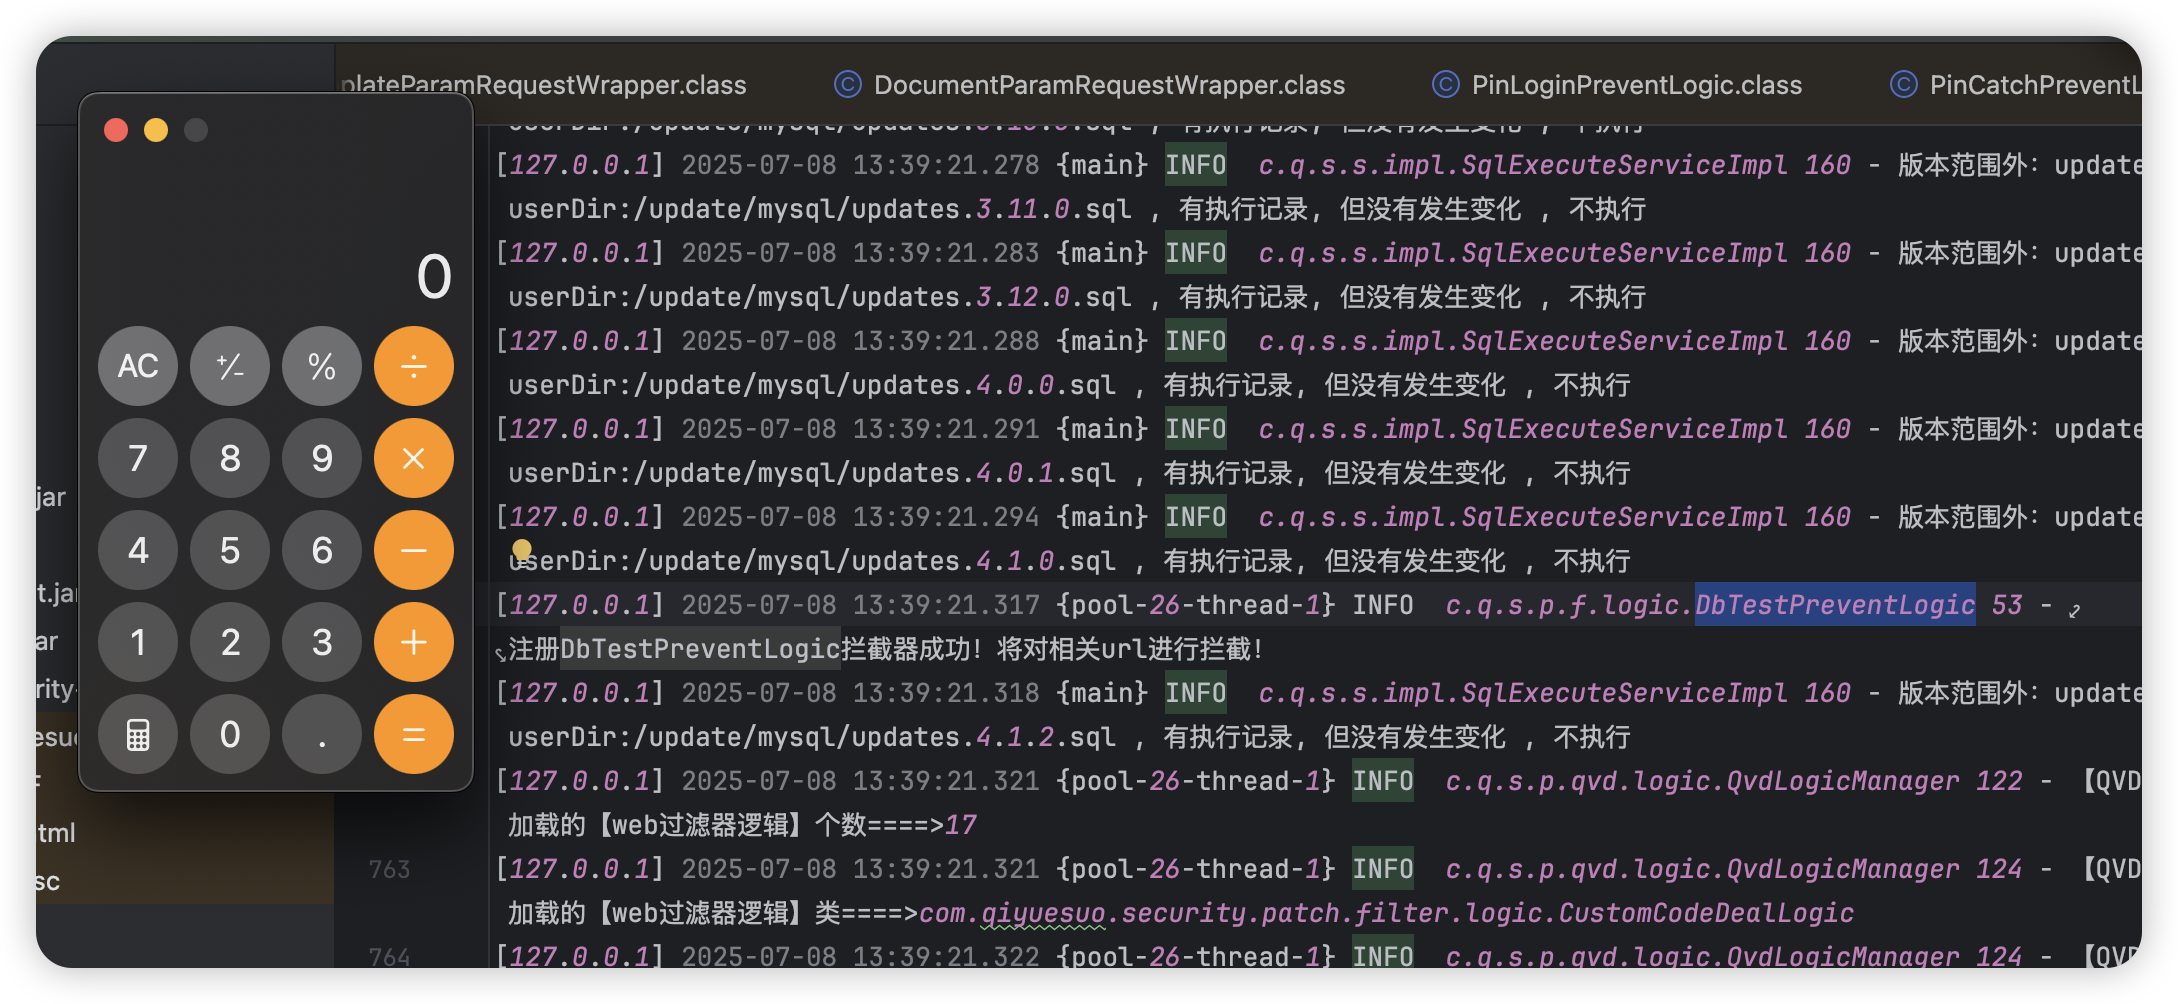 plateParamRequestWrapper.class DocumentParamRequestWrapper.class PinLoginPreventLogic.class PinCatchPreventL
[127.0.0.1] 2025-07-08 13:39:21.278 {main} INFO c.q.s.s.impl.SqlExecuteServiceImpl 160 - 版本范围外: update
userDir:/update/mysql/updates.3.11.0.sql , 有执行记录, 但没有发生变化 , 不执行
[127.0.0.1] 2025-07-08 13:39:21.283 {main} INFO c.q.s.s.impl.SqlExecuteServiceImpl 160 - 版本范围外: update
userDir:/update/mysql/updates.3.12.0.sql , 有执行记录, 但没有发生变化 , 不执行
[127.0.0.1] 2025-07-08 13:39:21.288 {main} INFO c.q.s.s.impl.SqlExecuteServiceImpl 160 - 版本范围外: update
userDir:/update/mysql/updates.4.0.0.sql , 有执行记录, 但没有发生变化 , 不执行
[127.0.0.1] 2025-07-08 13:39:21.291 {main} INFO c.q.s.s.impl.SqlExecuteServiceImpl 160 - 版本范围外: update
userDir:/update/mysql/updates.4.0.1.sql , 有执行记录, 但没有发生变化 , 不执行
[127.0.0.1] 2025-07-08 13:39:21.294 {main} INFO c.q.s.s.impl.SqlExecuteServiceImpl 160 - 版本范围外: update
userDir:/update/mysql/updates.4.1.0.sql , 有执行记录, 但没有发生变化 , 不执行
[127.0.0.1] 2025-07-08 13:39:21.317 {pool-26-thread-1} INFO c.q.s.p.f.logic.DbTestPreventLogic 53 -
注册DbTestPreventLogic拦截器成功! 将对相关url进行拦截!
[127.0.0.1] 2025-07-08 13:39:21.318 {main} INFO c.q.s.s.impl.SqlExecuteServiceImpl 160 - 版本范围外: update
userDir:/update/mysql/updates.4.1.2.sql , 有执行记录, 但没有发生变化 , 不执行
[127.0.0.1] 2025-07-08 13:39:21.321 {pool-26-thread-1} INFO c.q.s.p.qvd.logic.QvdLogicManager 122 - 【QVD
加载的【web过滤器逻辑】个数====>17
763 [127.0.0.1] 2025-07-08 13:39:21.321 {pool-26-thread-1} INFO c.q.s.p.qvd.logic.QvdLogicManager 124 - 【QVD
加载的【web过滤器逻辑】类====>com.qiyuesuo.security.patch.filter.logic.CustomCodeDealLogic
764 [127.0.0.1] 2025-07-08 13:39:21.322 {pool-26-thread-1} INFO c.q.s.p.qvd.logic.QvdLogicManager 124 - 【QVD
0
AC +/- % ÷
7 8 9 ×
4 5 6 −
1 2 3 +
0 . =
jar
t.jar
ar
rity-
esuo
tml
sc